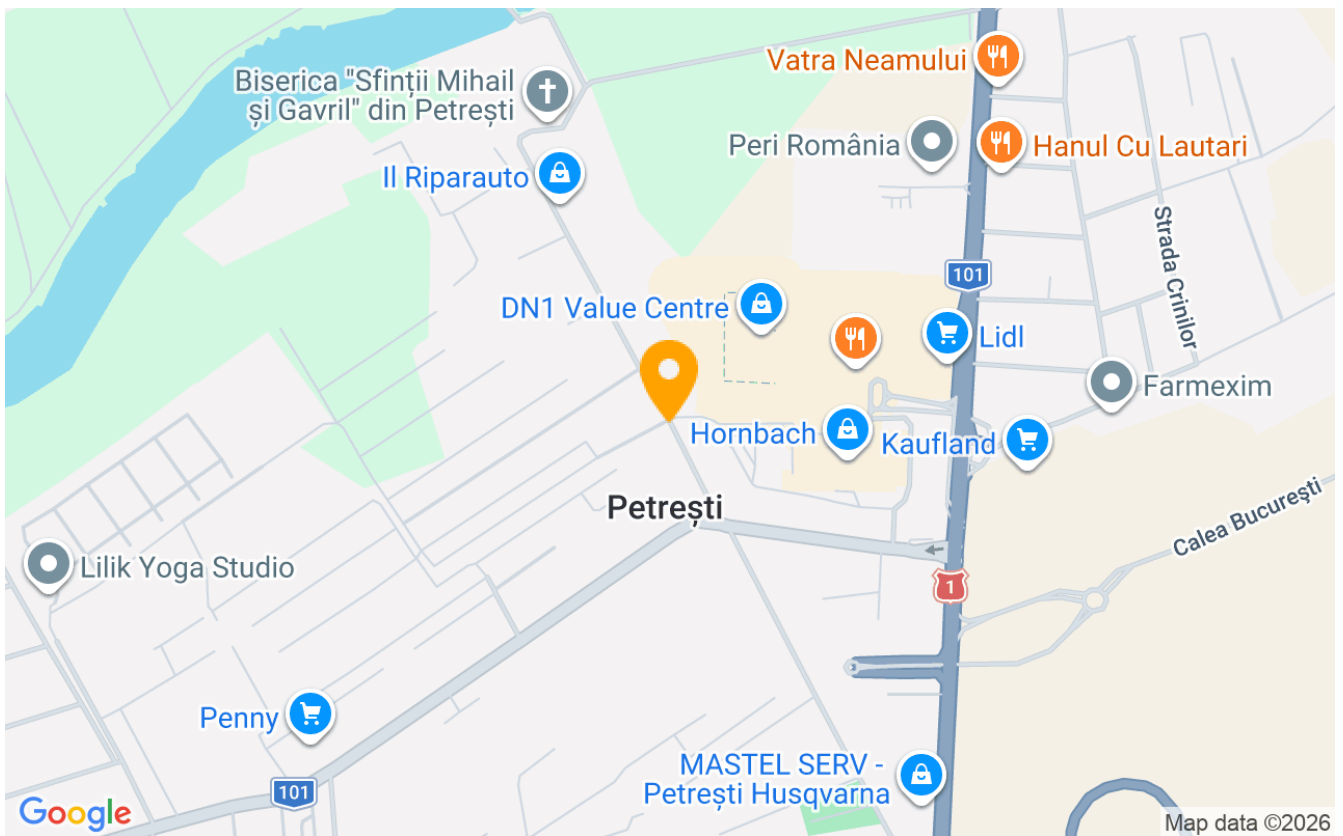 Vatra Neamului
Biserica "Sfinții Mihail
și Gavril" din Petrești
Peri România
Hanul Cu Lautari
Il Riparauto
Strada Crinilor
101
DN1 Value Centre
Lidl
Farmexim
Hornbach
Kaufland
Petrești
Calea București
Lilik Yoga Studio
1
Penny
MASTEL SERV -
Petrești Husqvarna
101
Google
Map data ©2026